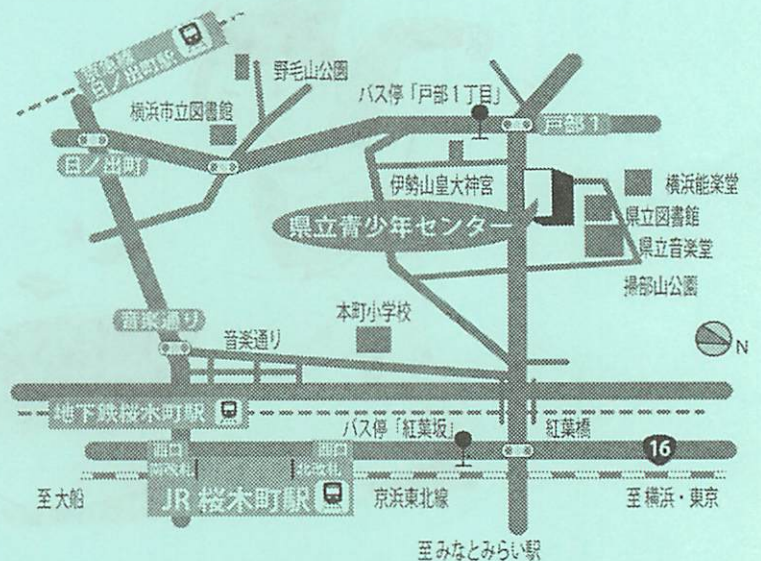 京急線
日ノ出町駅
野毛山公園
バス停「戸部1丁目」
横浜市立図書館
戸部1
日ノ出町
伊勢山皇大神宮
横浜能楽堂
県立青少年センター
県立図書館
県立音楽堂
掃部山公園
音楽通り
本町小学校
音楽通り
N
地下鉄桜木町駅
バス停「紅葉坂」
紅葉橋
西口
南改札
西口
北改札
16
JR 桜木町駅
至 大船
京浜東北線
至 横浜・東京
至 みなとみらい駅